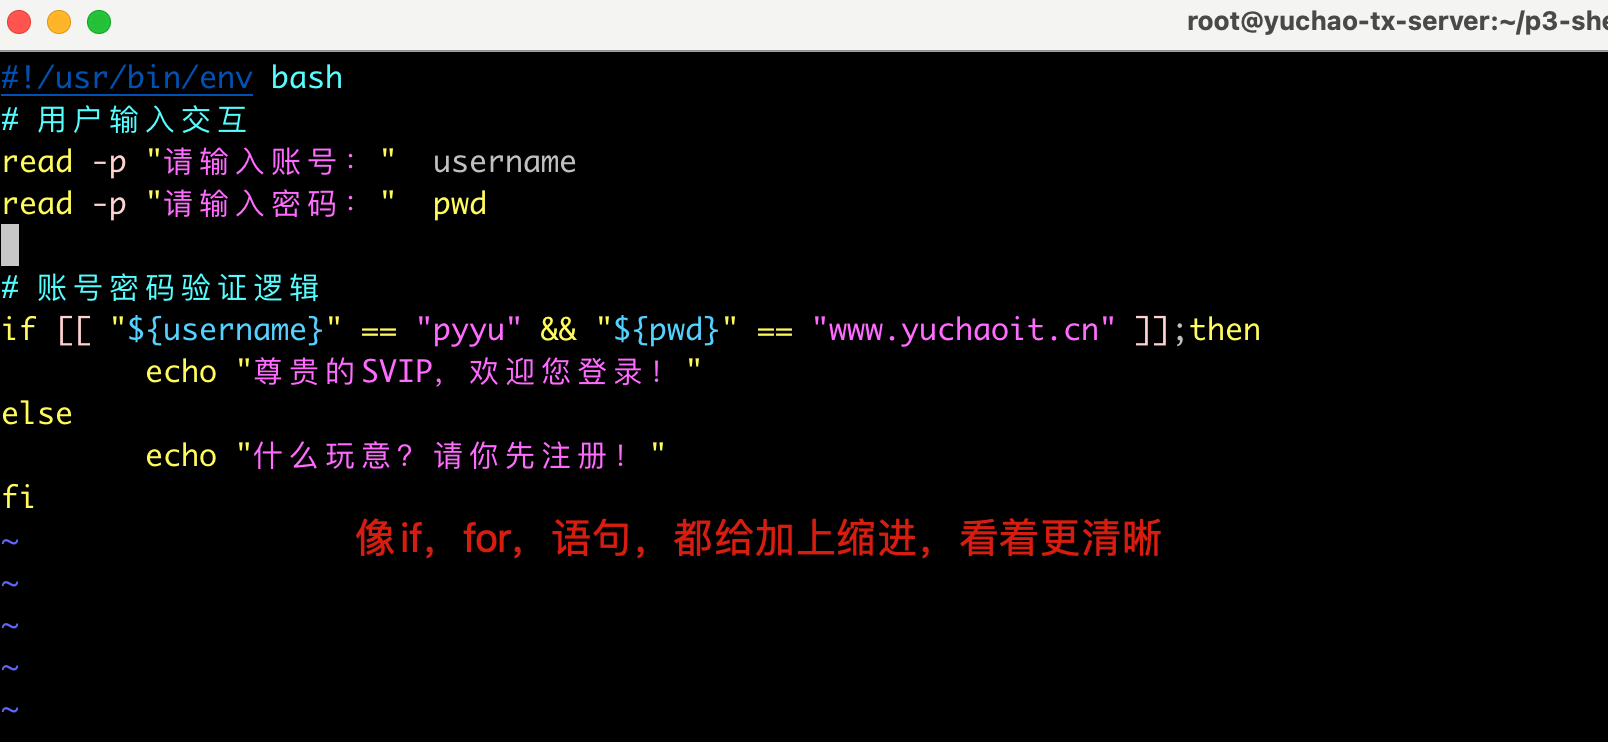 root@yuchao-tx-server:~/p3-she
#!/usr/bin/env bash
# 用户输入交互
read -p "请输入账号：" username
read -p "请输入密码：" pwd
# 账号密码验证逻辑
if [[ "${username}" == "pyyu" && "${pwd}" == "www.yuchaoit.cn" ]];then
echo "尊贵的SVIP，欢迎您登录！"
else
echo "什么玩意？请你先注册！"
fi
~ 像if，for，语句，都给加上缩进，看着更清晰
~
~
~
~